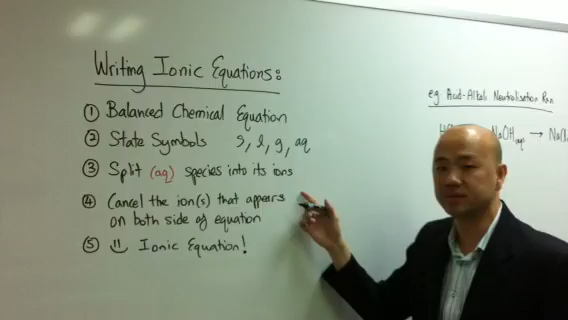 Writing Ionic Equations:
① Balanced Chemical Equation
② State Symbols s, l, g, aq
③ Split (aq) species into its ions
④ Cancel the ion(s) that appears
on both side of equation
⑤ Ionic Equation!
eg Acid-Alkali Neutralisation Rxn
NaOH aq →